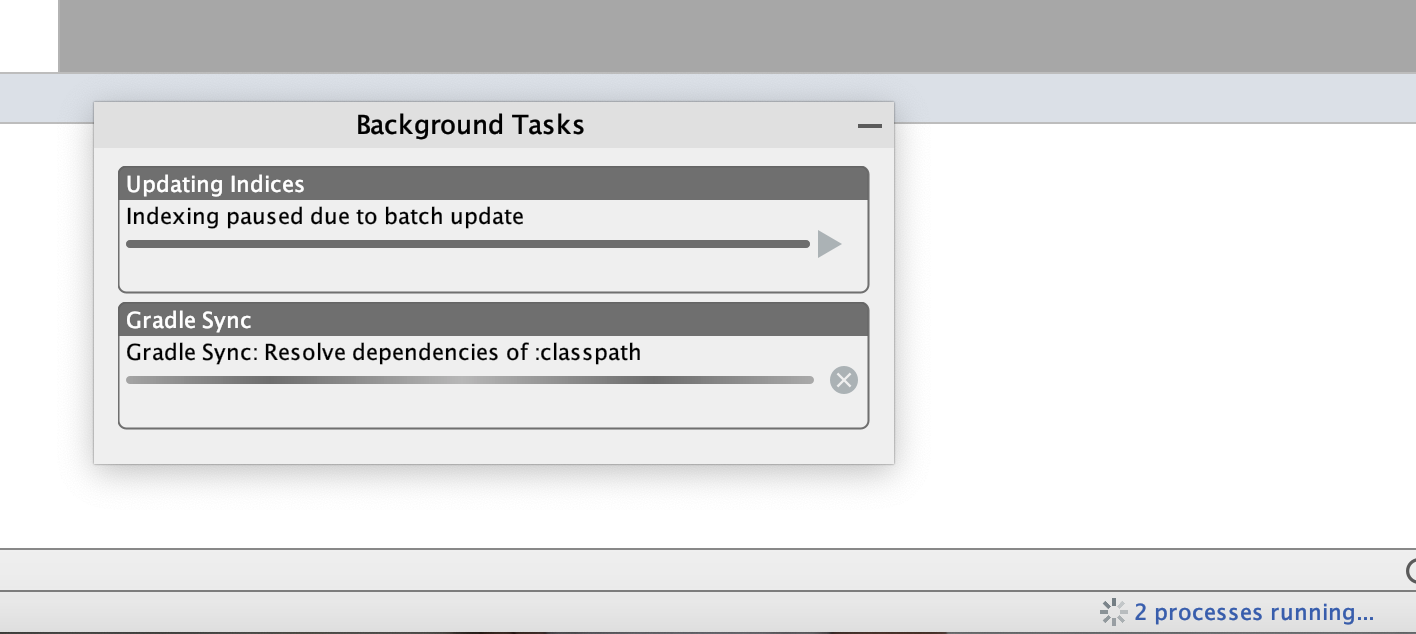 Background Tasks
Updating Indices
Indexing paused due to batch update
Gradle Sync
Gradle Sync: Resolve dependencies of :classpath
2 processes running...